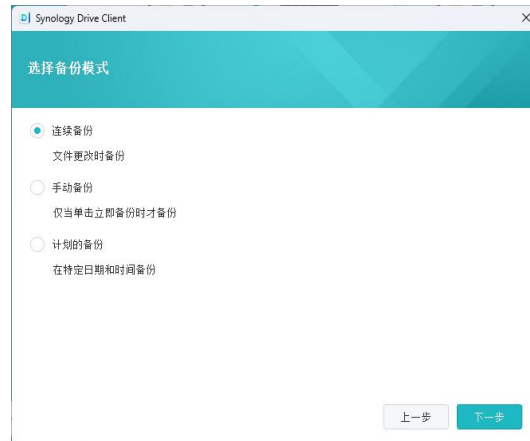 Synology Drive Client
选择备份模式
连续备份
文件更改时备份
手动备份
仅当单击立即备份时才备份
计划的备份
在特定日期和时间备份
上一步
下一步